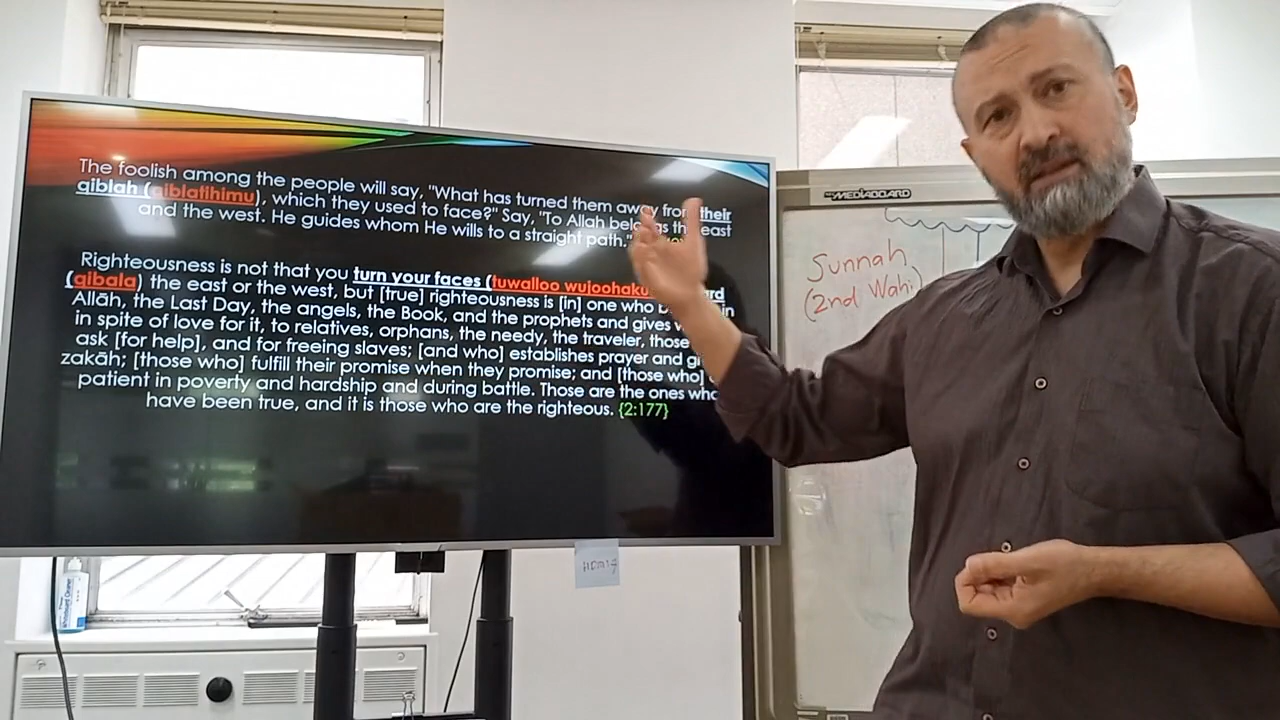 The foolish among the people will say, "What has turned them away from their
qiblah (qiblatihimu), which they used to face?" Say, "To Allah belongs the east
and the west. He guides whom He wills to a straight path."
Righteousness is not that you turn your faces (tuwalloo wujoohaku
(qibala) the east or the west, but [true] righteousness is [in] one who in
Allāh, the Last Day, the angels, the Book, and the prophets and gives
in spite of love for it, to relatives, orphans, the needy, the traveler, those
ask [for help], and for freeing slaves; [and who] establishes prayer and
zakāh; [those who] fulfill their promise when they promise; and [those who]
patient in poverty and hardship and during battle. Those are the ones who
have been true, and it is those who are the righteous. {2:177}
MEDIABOARD
Sunnah
(2nd Wahi)